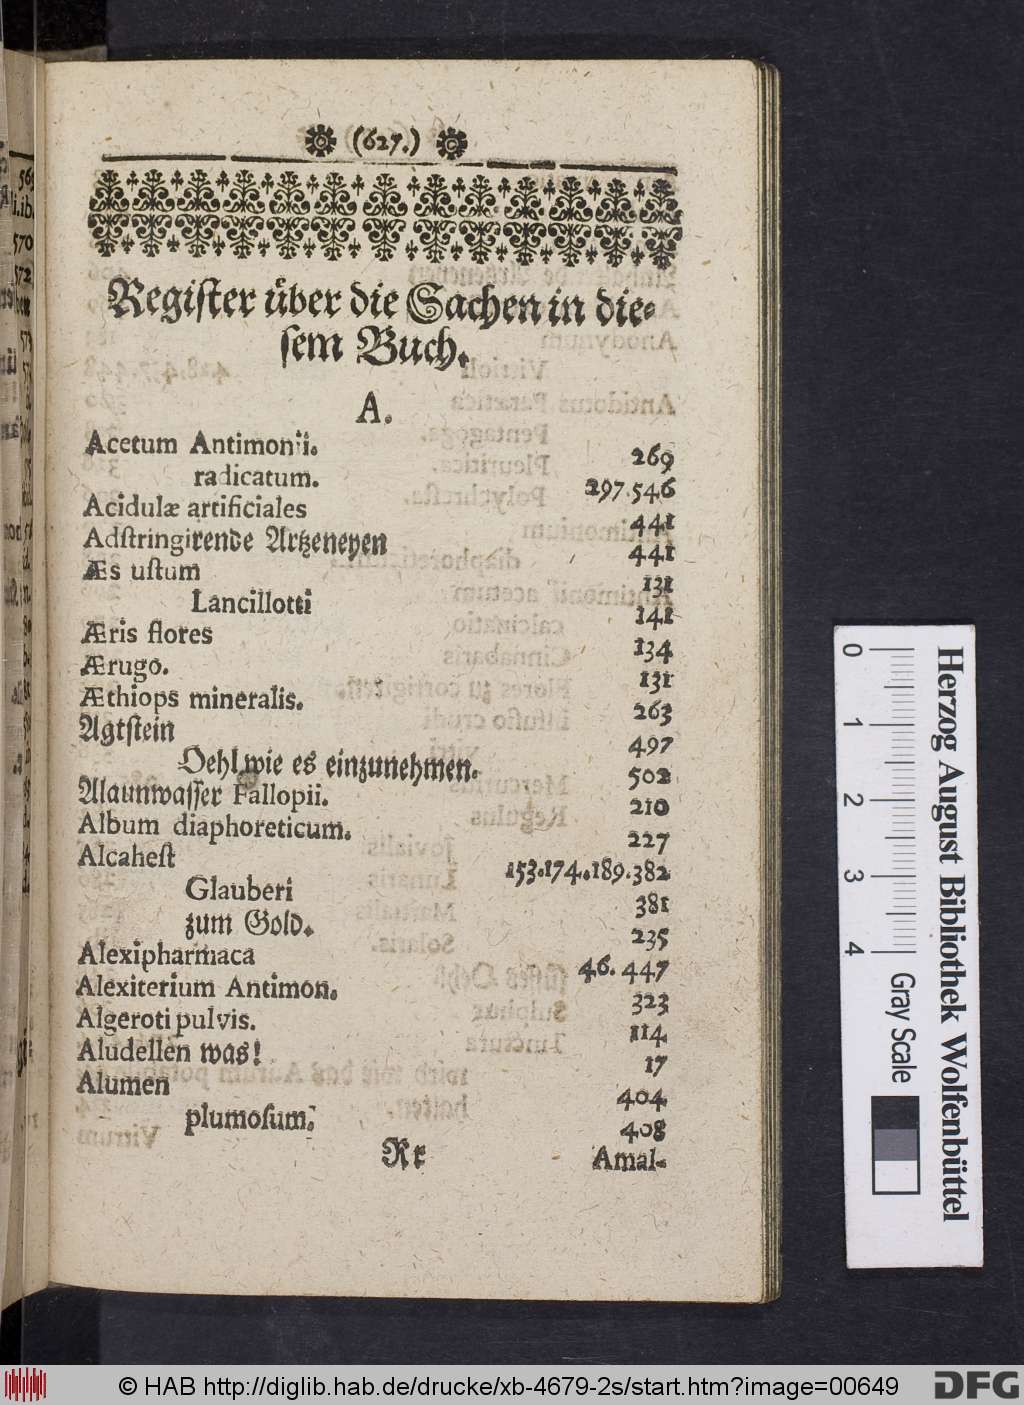 (627.)
Regiſter über die Sachen in die-
ſem Buch.
A.
Acetum Antimonii. 269
radicatum. 297.546
Acidulæ artificiales 441
Adſtringirende Artzeneyen 441
Æs uſtum 131
Lancillotti 141
Æris flores 134
Ærugo. 131
Æthiops mineralis. 263
Agtſtein 497
Oehl, wie es einzunehmen. 502
Alaunwaſſer Fallopii. 210
Album diaphoreticum. 227
Alcaheſt 153.174.189.382
Glauberi 381
zum Gold. 235
Alexipharmaca 46.447
Alexiterium Antimon. 323
Algeroti pulvis. 114
Aludellen was! 17
Alumen 404
plumoſum. 408
Rr Amal-
Herzog August Bibliothek Wolfenbüttel
0 1 2 3 4
Gray Scale
© HAB http://diglib.hab.de/drucke/xb-4679-2s/start.htm?image=00649
DFG